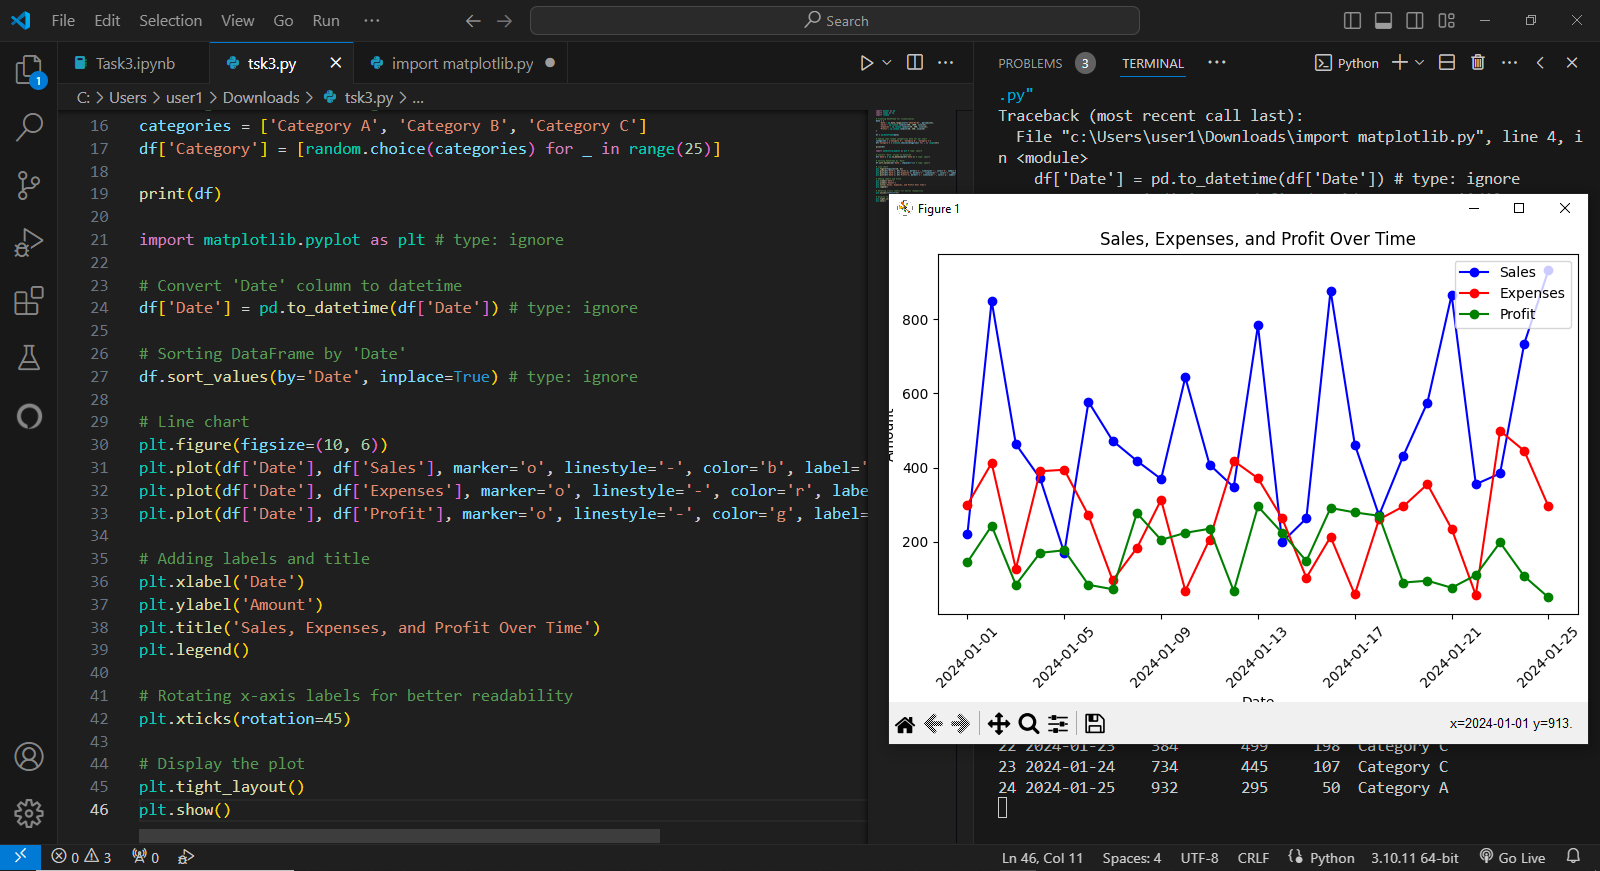 File Edit Selection View Go Run ···
Search
Task3.ipynb
tsk3.py
import matplotlib.py
PROBLEMS 3 TERMINAL ···
Python
1
C: > Users > user1 > Downloads > tsk3.py > ...
16 categories = ['Category A', 'Category B', 'Category C']
17 df['Category'] = [random.choice(categories) for _ in range(25)]
18
19 print(df)
20
21 import matplotlib.pyplot as plt # type: ignore
22
23 # Convert 'Date' column to datetime
24 df['Date'] = pd.to_datetime(df['Date']) # type: ignore
25
26 # Sorting DataFrame by 'Date'
27 df.sort_values(by='Date', inplace=True) # type: ignore
28
29 # Line chart
30 plt.figure(figsize=(10, 6))
31 plt.plot(df['Date'], df['Sales'], marker='o', linestyle='-', color='b', label='
32 plt.plot(df['Date'], df['Expenses'], marker='o', linestyle='-', color='r', labe
33 plt.plot(df['Date'], df['Profit'], marker='o', linestyle='-', color='g', label=
34
35 # Adding labels and title
36 plt.xlabel('Date')
37 plt.ylabel('Amount')
38 plt.title('Sales, Expenses, and Profit Over Time')
39 plt.legend()
40
41 # Rotating x-axis labels for better readability
42 plt.xticks(rotation=45)
43
44 # Display the plot
45 plt.tight_layout()
46 plt.show()
.py"
Traceback (most recent call last):
File "c:\Users\user1\Downloads\import matplotlib.py", line 4, i
n <module>
df['Date'] = pd.to_datetime(df['Date']) # type: ignore
Figure 1
Sales, Expenses, and Profit Over Time
Sales
Expenses
Profit
800
600
400
200
Amount
2024-01-01
2024-01-05
2024-01-09
2024-01-13
2024-01-17
2024-01-21
2024-01-25
Date
x=2024-01-01 y=913.
22 2024-01-23 384 499 198 Category C
23 2024-01-24 734 445 107 Category C
24 2024-01-25 932 295 50 Category A
0 3 0
Ln 46, Col 11 Spaces: 4 UTF-8 CRLF Python 3.10.11 64-bit Go Live